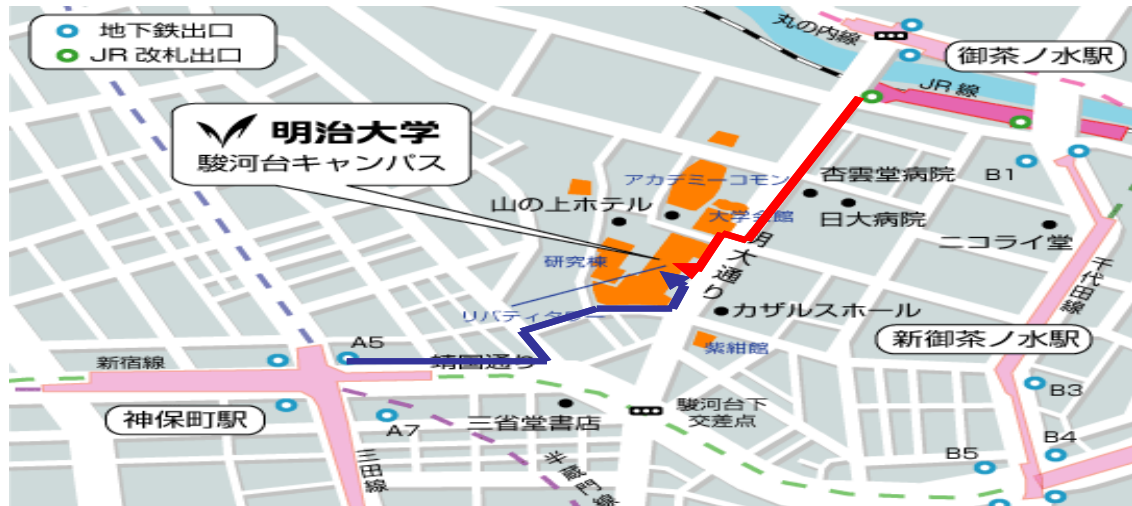 地下鉄出口
JR 改札出口
丸の内線
御茶ノ水駅
JR 線
明治大学
駿河台キャンパス
アカデミーコモン
杏雲堂病院
B1
山の上ホテル
大学会館
日大病院
ニコライ堂
研究棟
明大通り
千代田線
リバティタワー
カザルスホール
新御茶ノ水駅
A5
新宿線
靖国通り
紫紺館
B3
神保町駅
A7
三省堂書店
駿河台下
交差点
B4
B5
三田線
半蔵門線